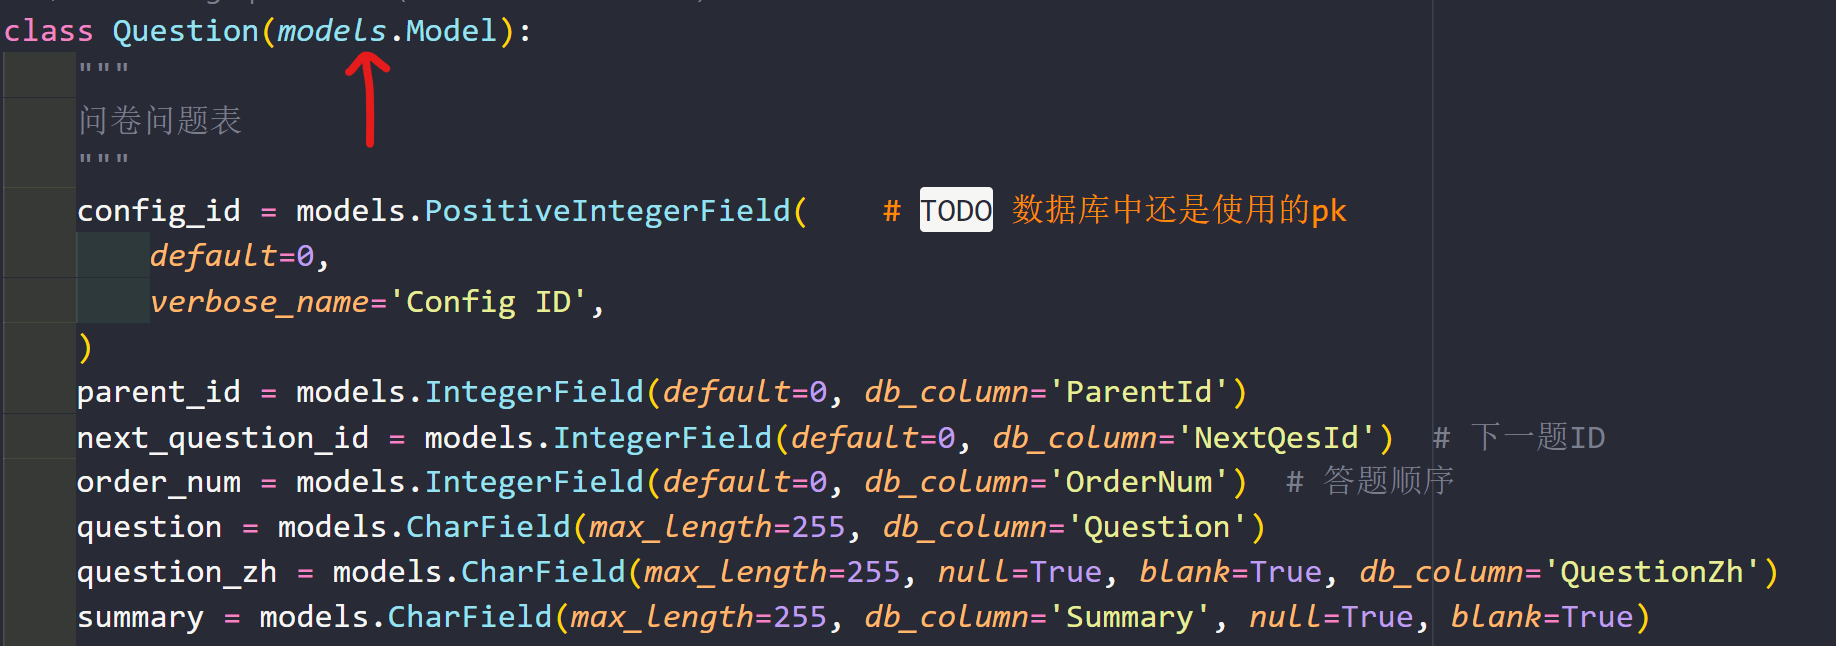 class Question(models.Model):
"""
问卷问题表
"""
config_id = models.PositiveIntegerField(    # TODO 数据库中还是使用的pk
default=0,
verbose_name='Config ID',
)
parent_id = models.IntegerField(default=0, db_column='ParentId')
next_question_id = models.IntegerField(default=0, db_column='NextQesId')  # 下一题ID
order_num = models.IntegerField(default=0, db_column='OrderNum')  # 答题顺序
question = models.CharField(max_length=255, db_column='Question')
question_zh = models.CharField(max_length=255, null=True, blank=True, db_column='QuestionZh')
summary = models.CharField(max_length=255, db_column='Summary', null=True, blank=True)